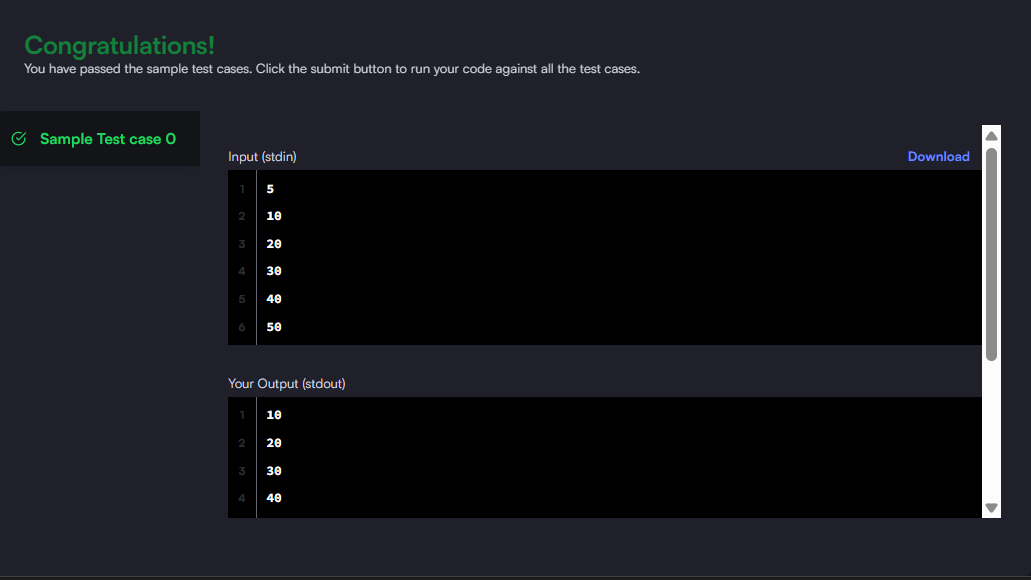 Congratulations!
You have passed the sample test cases. Click the submit button to run your code against all the test cases.
Sample Test case 0
Input (stdin)
Download
1 5
2 10
3 20
4 30
5 40
6 50
Your Output (stdout)
1 10
2 20
3 30
4 40